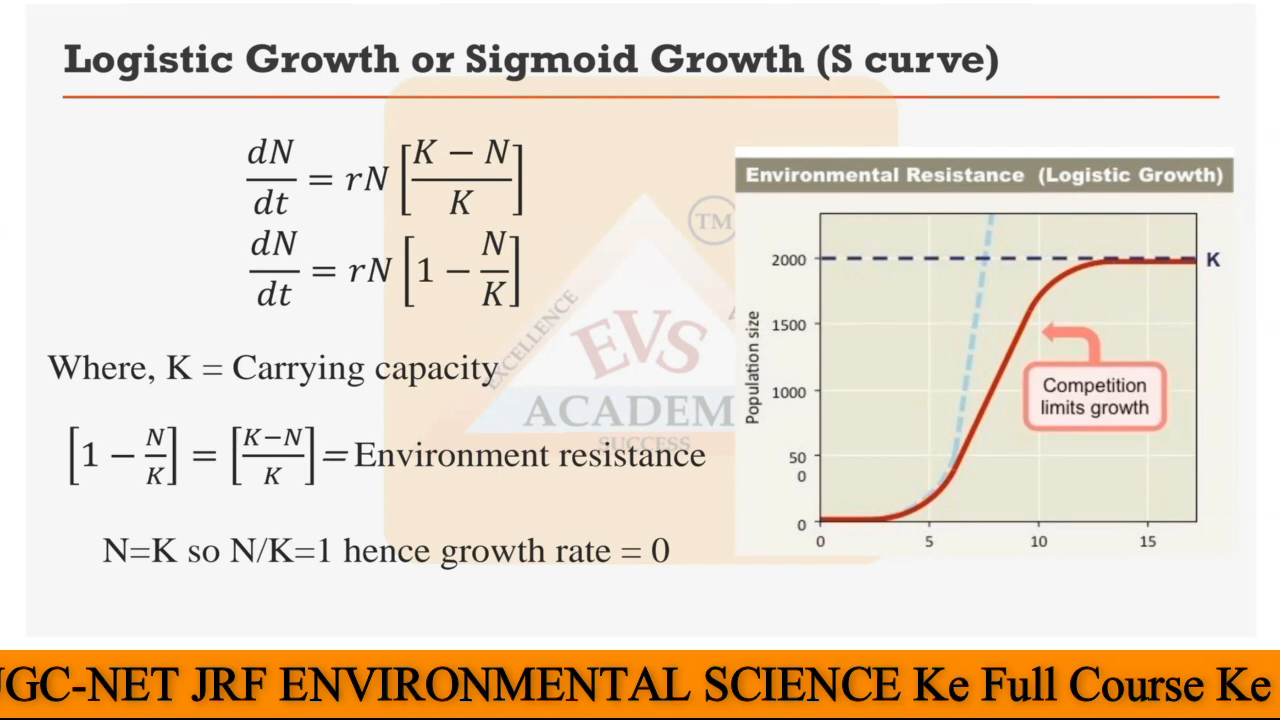 Logistic Growth or Sigmoid Growth (S curve)
dN/dt = rN [K − N / K]
dN/dt = rN [1 − N/K]
Where, K = Carrying capacity
[1 − N/K] = [K−N/K] = Environment resistance
N=K so N/K=1 hence growth rate = 0
TM
EXCELLENCE
EVS
ACADEM
SUCCESS
Environmental Resistance (Logistic Growth)
Population size
2000
1500
1000
50
0
0
K
Competition
limits growth
0 5 10 15
UGC-NET JRF ENVIRONMENTAL SCIENCE Ke Full Course Ke